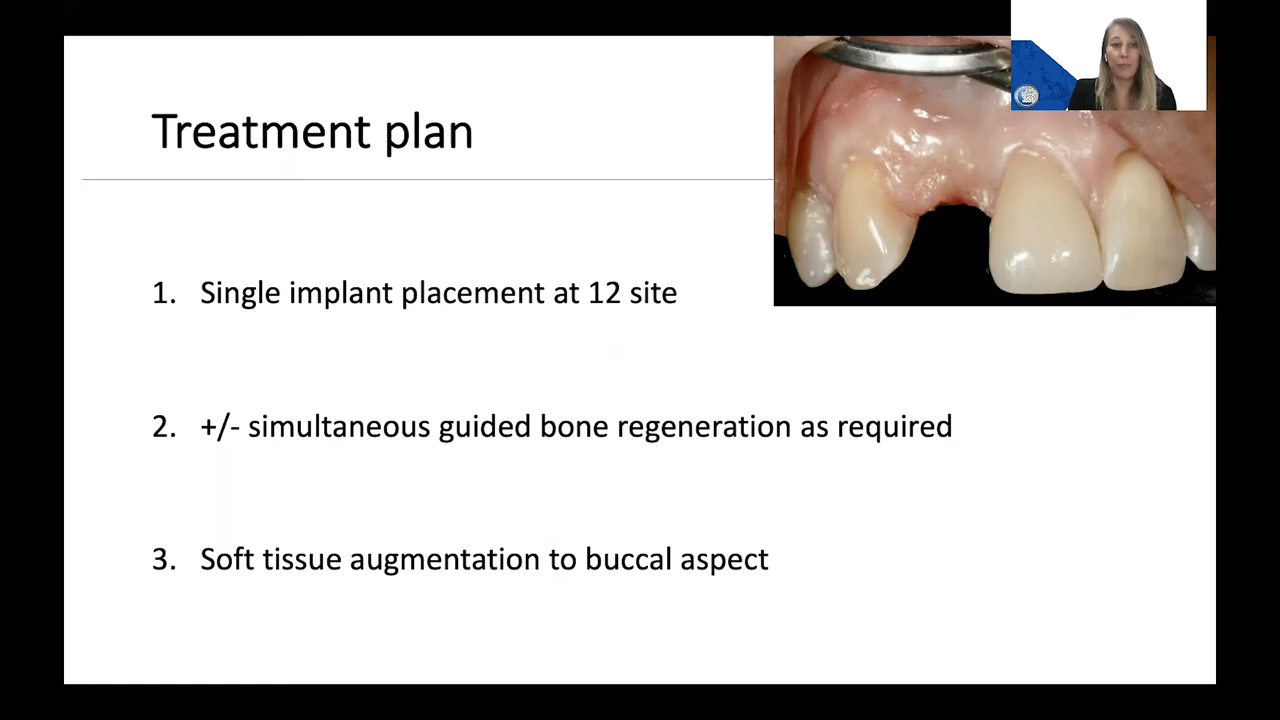 Treatment plan
1. Single implant placement at 12 site
2. +/- simultaneous guided bone regeneration as required
3. Soft tissue augmentation to buccal aspect